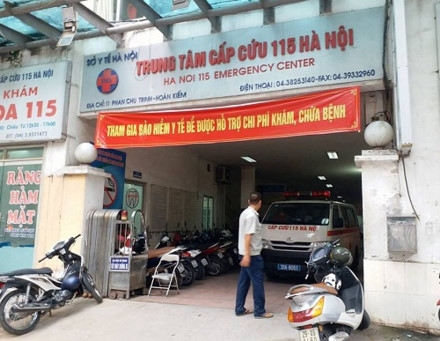 SỞ Y TẾ HÀ NỘI
TRUNG TÂM CẤP CỨU 115 HÀ NỘI
HA NOI 115 EMERGENCY CENTER
ĐỊA CHỈ: 11 PHAN CHU TRINH-HOÀN KIẾM
ĐIỆN THOẠI: 04.38253140-FAX-04.39332960
CẤP CỨU 115 HÀ NỘI
KHÁM
OA 115
THAM GIA BẢO HIỂM Y TẾ ĐỂ ĐƯỢC HỖ TRỢ CHI PHÍ KHÁM, CHỮA BỆNH
RĂNG
HÀM
MẶT
CẤP CỨU 115 HÀ NỘI